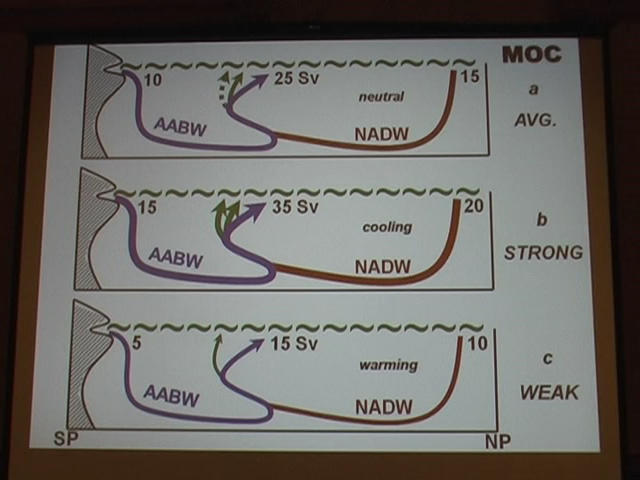 MOC
10
25 Sv
15
a
neutral
AABW
NADW
AVG.
15
35 Sv
20
b
cooling
AABW
NADW
STRONG
5
15 Sv
10
c
warming
AABW
NADW
WEAK
SP
NP